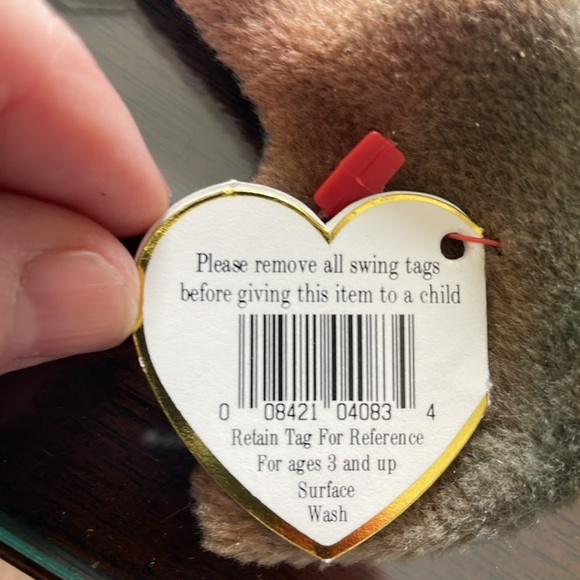 Please remove all swing tags
before giving this item to a child
0 08421 04083 4
Retain Tag For Reference
For ages 3 and up
Surface
Wash